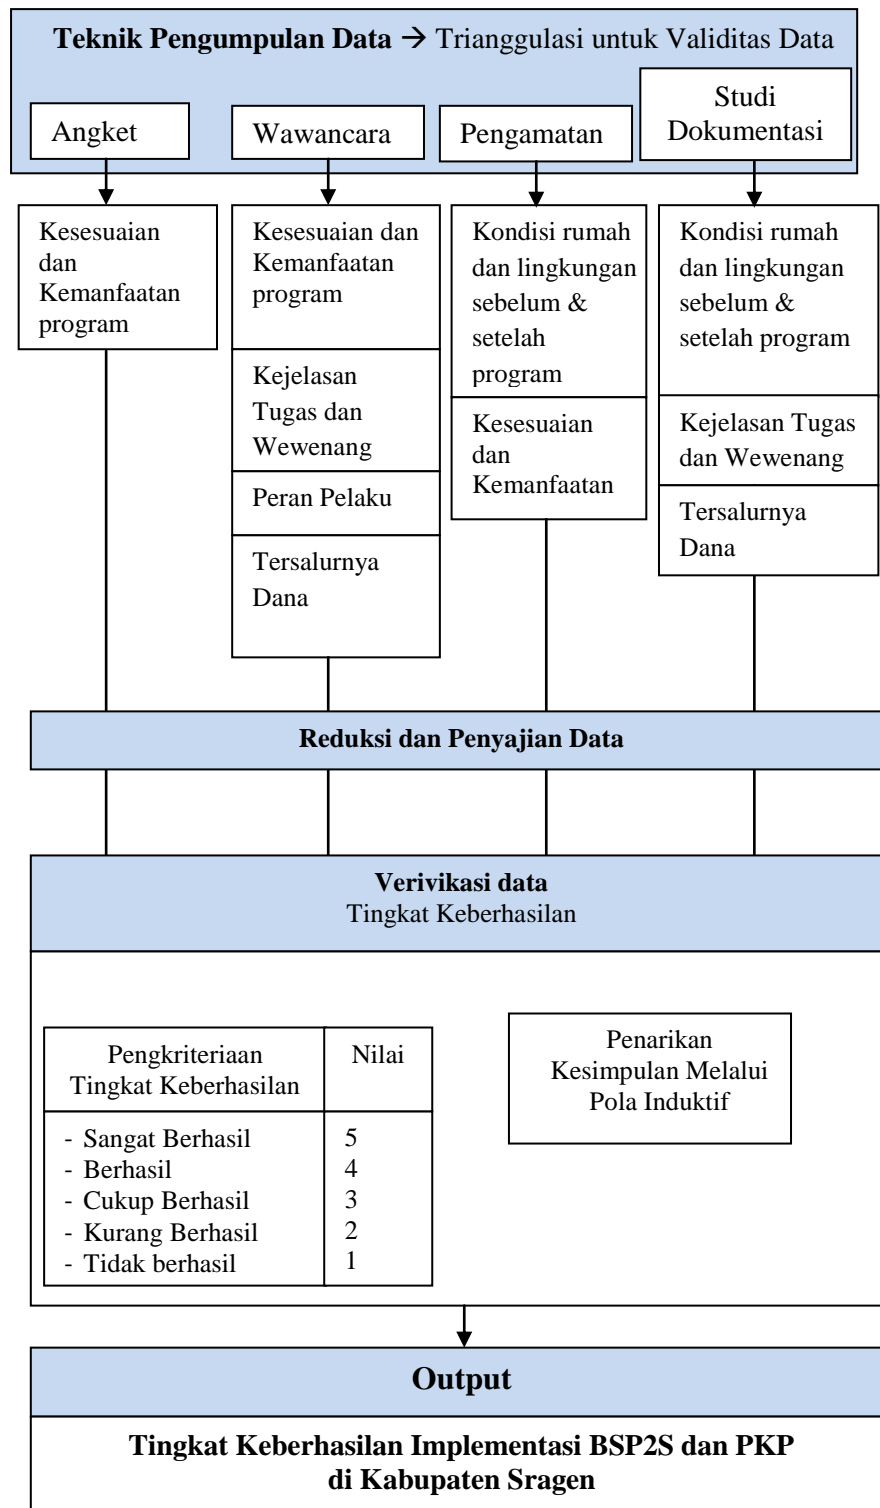 Teknik Pengumpulan Data → Trianggulasi untuk Validitas Data
Angket
Wawancara
Pengamatan
Studi
Dokumentasi
Kesesuaian
dan
Kemanfaatan
program
Kesesuaian dan
Kemanfaatan
program
Kejelasan
Tugas dan
Wewenang
Peran Pelaku
Tersalurnya
Dana
Kondisi rumah
dan lingkungan
sebelum &
setelah
program
Kesesuaian
dan
Kemanfaatan
Kondisi rumah
dan lingkungan
sebelum &
setelah program
Kejelasan Tugas
dan Wewenang
Tersalurnya
Dana
Reduksi dan Penyajian Data
Verivikasi data
Tingkat Keberhasilan
Pengkriteriaan
Tingkat Keberhasilan
Nilai
- Sangat Berhasil 5
- Berhasil 4
- Cukup Berhasil 3
- Kurang Berhasil 2
- Tidak berhasil 1
Penarikan
Kesimpulan Melalui
Pola Induktif
Output
Tingkat Keberhasilan Implementasi BSP2S dan PKP
di Kabupaten Sragen